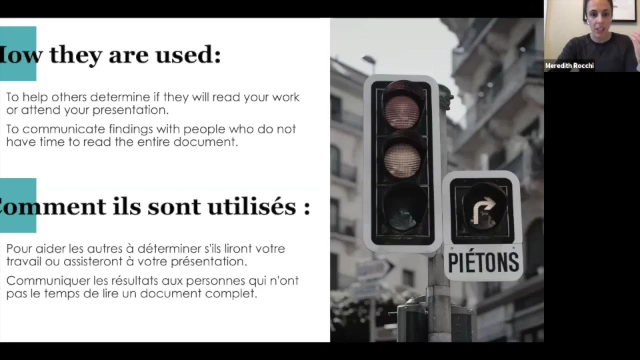 How they are used:
To help others determine if they will read your work
or attend your presentation.
To communicate findings with people who do not
have time to read the entire document.
Comment ils sont utilisés :
Pour aider les autres à déterminer s'ils liront votre
travail ou assisteront à votre présentation.
Communiquer les résultats aux personnes qui n'ont
pas le temps de lire un document complet.
PIÉTONS
Meredith Rocchi